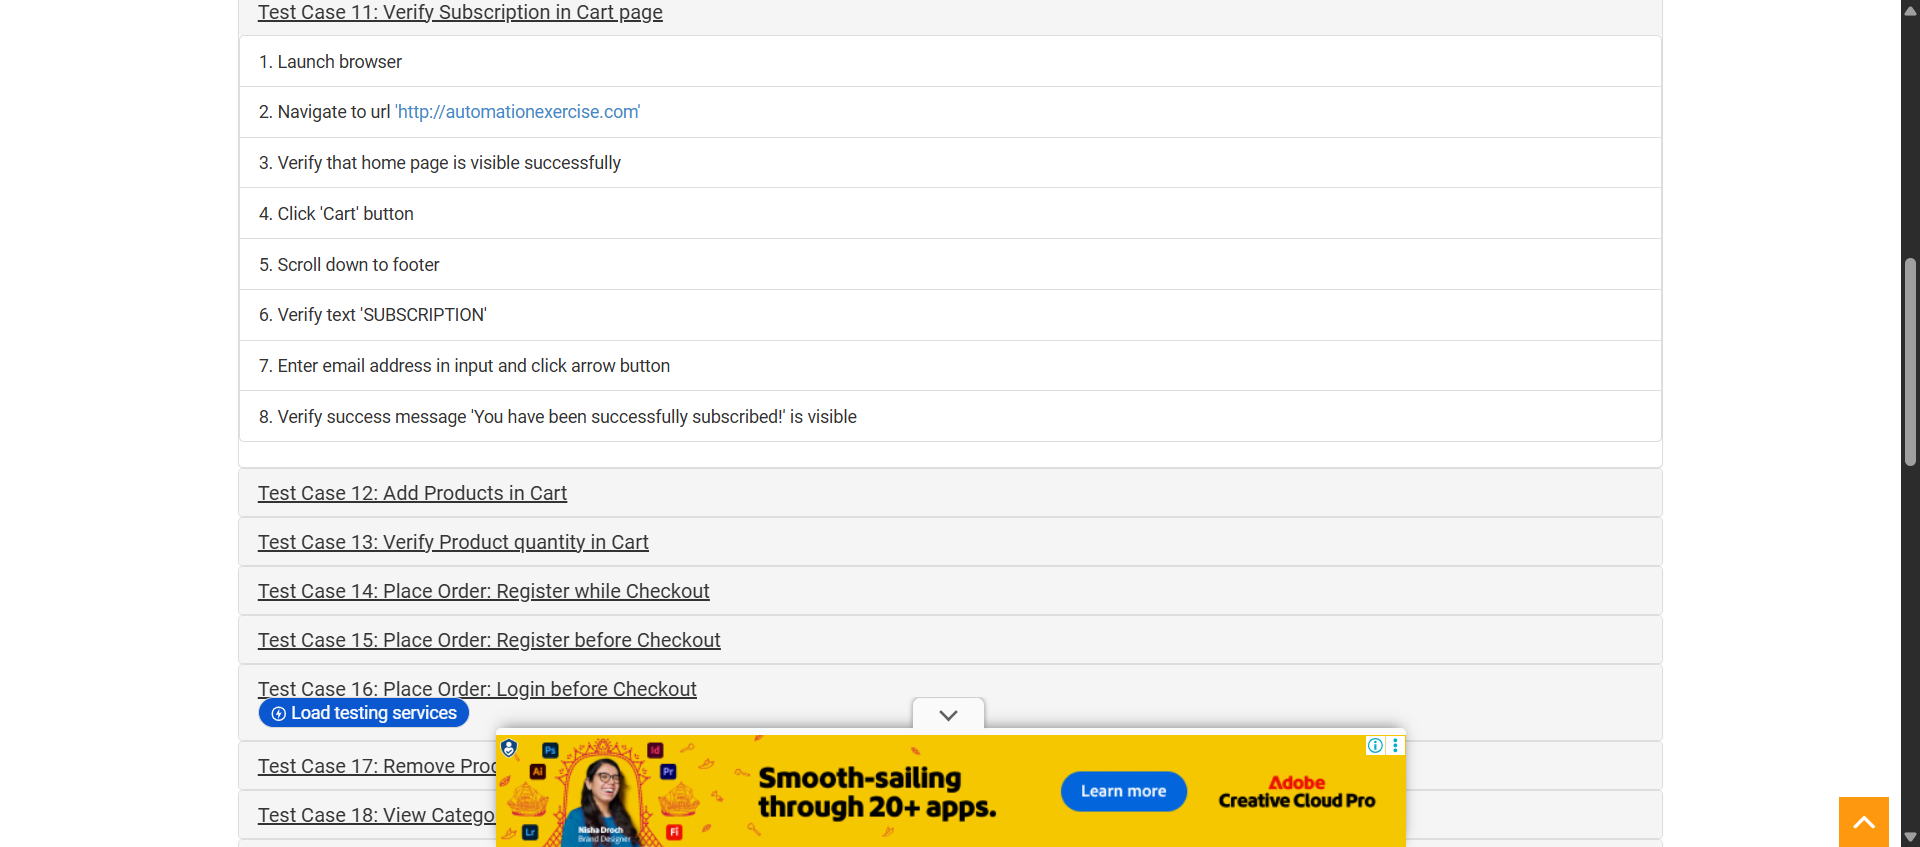 Test Case 11: Verify Subscription in Cart page
1. Launch browser
2. Navigate to url 'http://automationexercise.com'
3. Verify that home page is visible successfully
4. Click 'Cart' button
5. Scroll down to footer
6. Verify text 'SUBSCRIPTION'
7. Enter email address in input and click arrow button
8. Verify success message 'You have been successfully subscribed!' is visible
Test Case 12: Add Products in Cart
Test Case 13: Verify Product quantity in Cart
Test Case 14: Place Order: Register while Checkout
Test Case 15: Place Order: Register before Checkout
Test Case 16: Place Order: Login before Checkout
Load testing services
Test Case 17: Remove Proc
Test Case 18: View Catego
Ps
Id
Ai
Pr
Lr
Fl
Nisha Droch
Brand Designer
Smooth-sailing
through 20+ apps.
Learn more
Adobe
Creative Cloud Pro